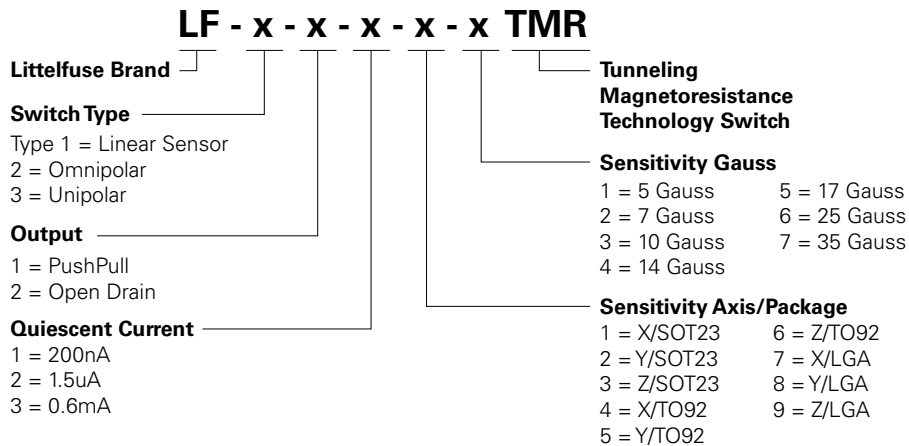 LF - x - x - x - x - x TMR
Littelfuse Brand
Switch Type
Type 1 = Linear Sensor
2 = Omnipolar
3 = Unipolar
Output
1 = PushPull
2 = Open Drain
Quiescent Current
1 = 200nA
2 = 1.5uA
3 = 0.6mA
Tunneling
Magnetoresistance
Technology Switch
Sensitivity Gauss
1 = 5 Gauss
2 = 7 Gauss
3 = 10 Gauss
4 = 14 Gauss
5 = 17 Gauss
6 = 25 Gauss
7 = 35 Gauss
Sensitivity Axis/Package
1 = X/SOT23
2 = Y/SOT23
3 = Z/SOT23
4 = X/TO92
5 = Y/TO92
6 = Z/TO92
7 = X/LGA
8 = Y/LGA
9 = Z/LGA